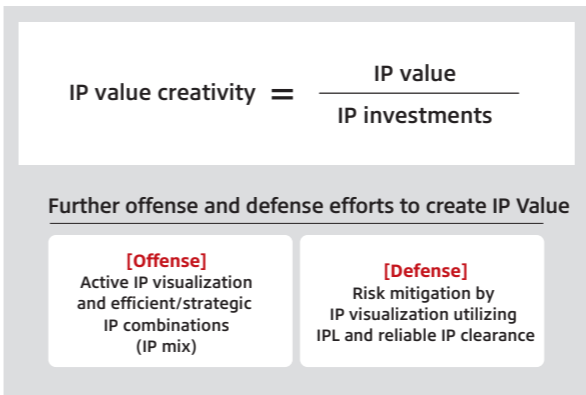 IP value creativity = IP value
IP investments
Further offense and defense efforts to create IP Value
[Offense]
Active IP visualization
and efficient/strategic
IP combinations
(IP mix)
[Defense]
Risk mitigation by
IP visualization utilizing
IPL and reliable IP clearance